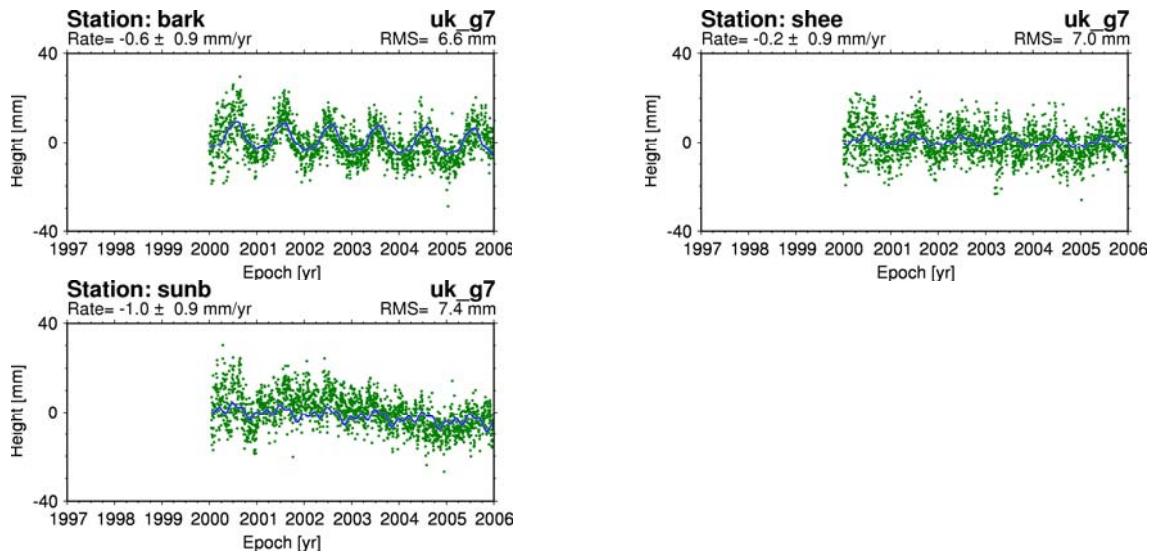 Station: bark uk_g7
Rate= -0.6 ± 0.9 mm/yr RMS= 6.6 mm
40
0
-40
Height [mm]
1997 1998 1999 2000 2001 2002 2003 2004 2005 2006
Epoch [yr]
Station: shee uk_g7
Rate= -0.2 ± 0.9 mm/yr RMS= 7.0 mm
40
0
-40
Height [mm]
1997 1998 1999 2000 2001 2002 2003 2004 2005 2006
Epoch [yr]
Station: sunb uk_g7
Rate= -1.0 ± 0.9 mm/yr RMS= 7.4 mm
40
0
-40
Height [mm]
1997 1998 1999 2000 2001 2002 2003 2004 2005 2006
Epoch [yr]